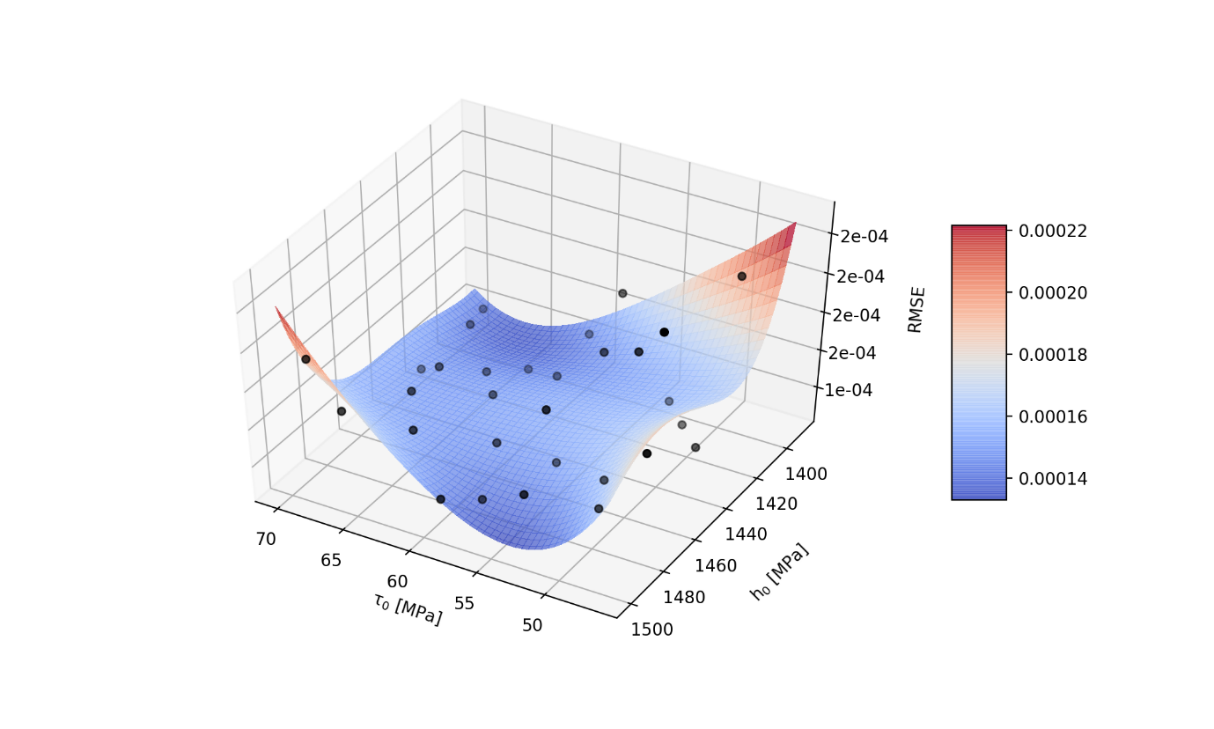 2e-04
2e-04
2e-04
2e-04
1e-04
RMSE
0.00022
0.00020
0.00018
0.00016
0.00014
70
65
60
55
50
τ₀ [MPa]
1400
1420
1440
1460
1480
1500
h₀ [MPa]